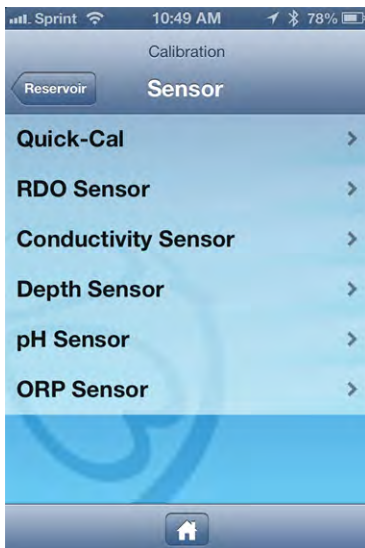 Sprint 10:49 AM 78%
Calibration
Reservoir Sensor
Quick-Cal
RDO Sensor
Conductivity Sensor
Depth Sensor
pH Sensor
ORP Sensor